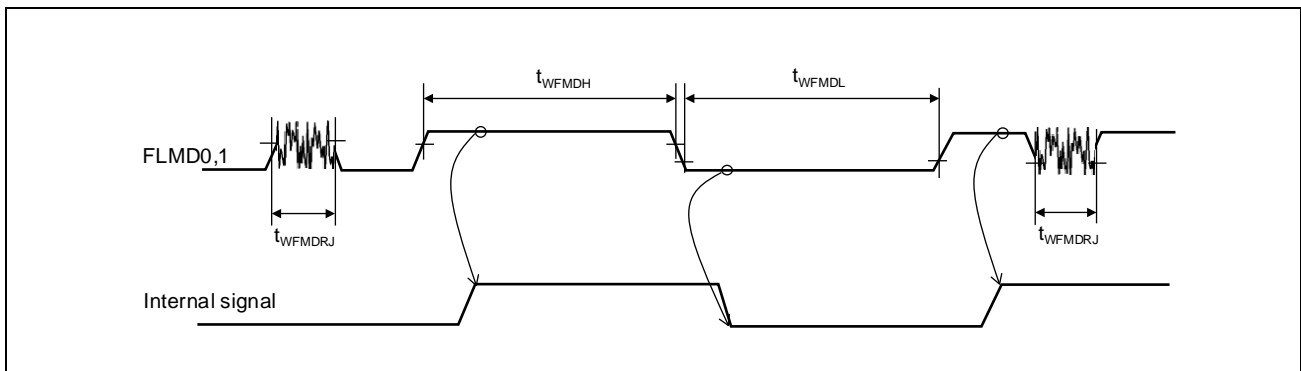 tWFMDH
tWFMDL
FLMD0,1
tWFMDRJ
tWFMDRJ
Internal signal